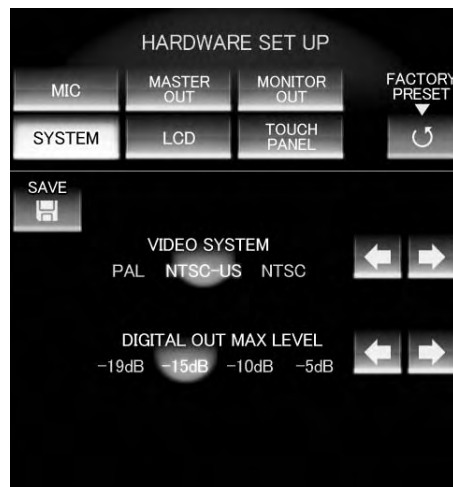 HARDWARE SET UP
MIC
MASTER OUT
MONITOR OUT
FACTORY PRESET
SYSTEM
LCD
TOUCH PANEL
SAVE
VIDEO SYSTEM
PAL NTSC-US NTSC
DIGITAL OUT MAX LEVEL
-19dB -15dB -10dB -5dB